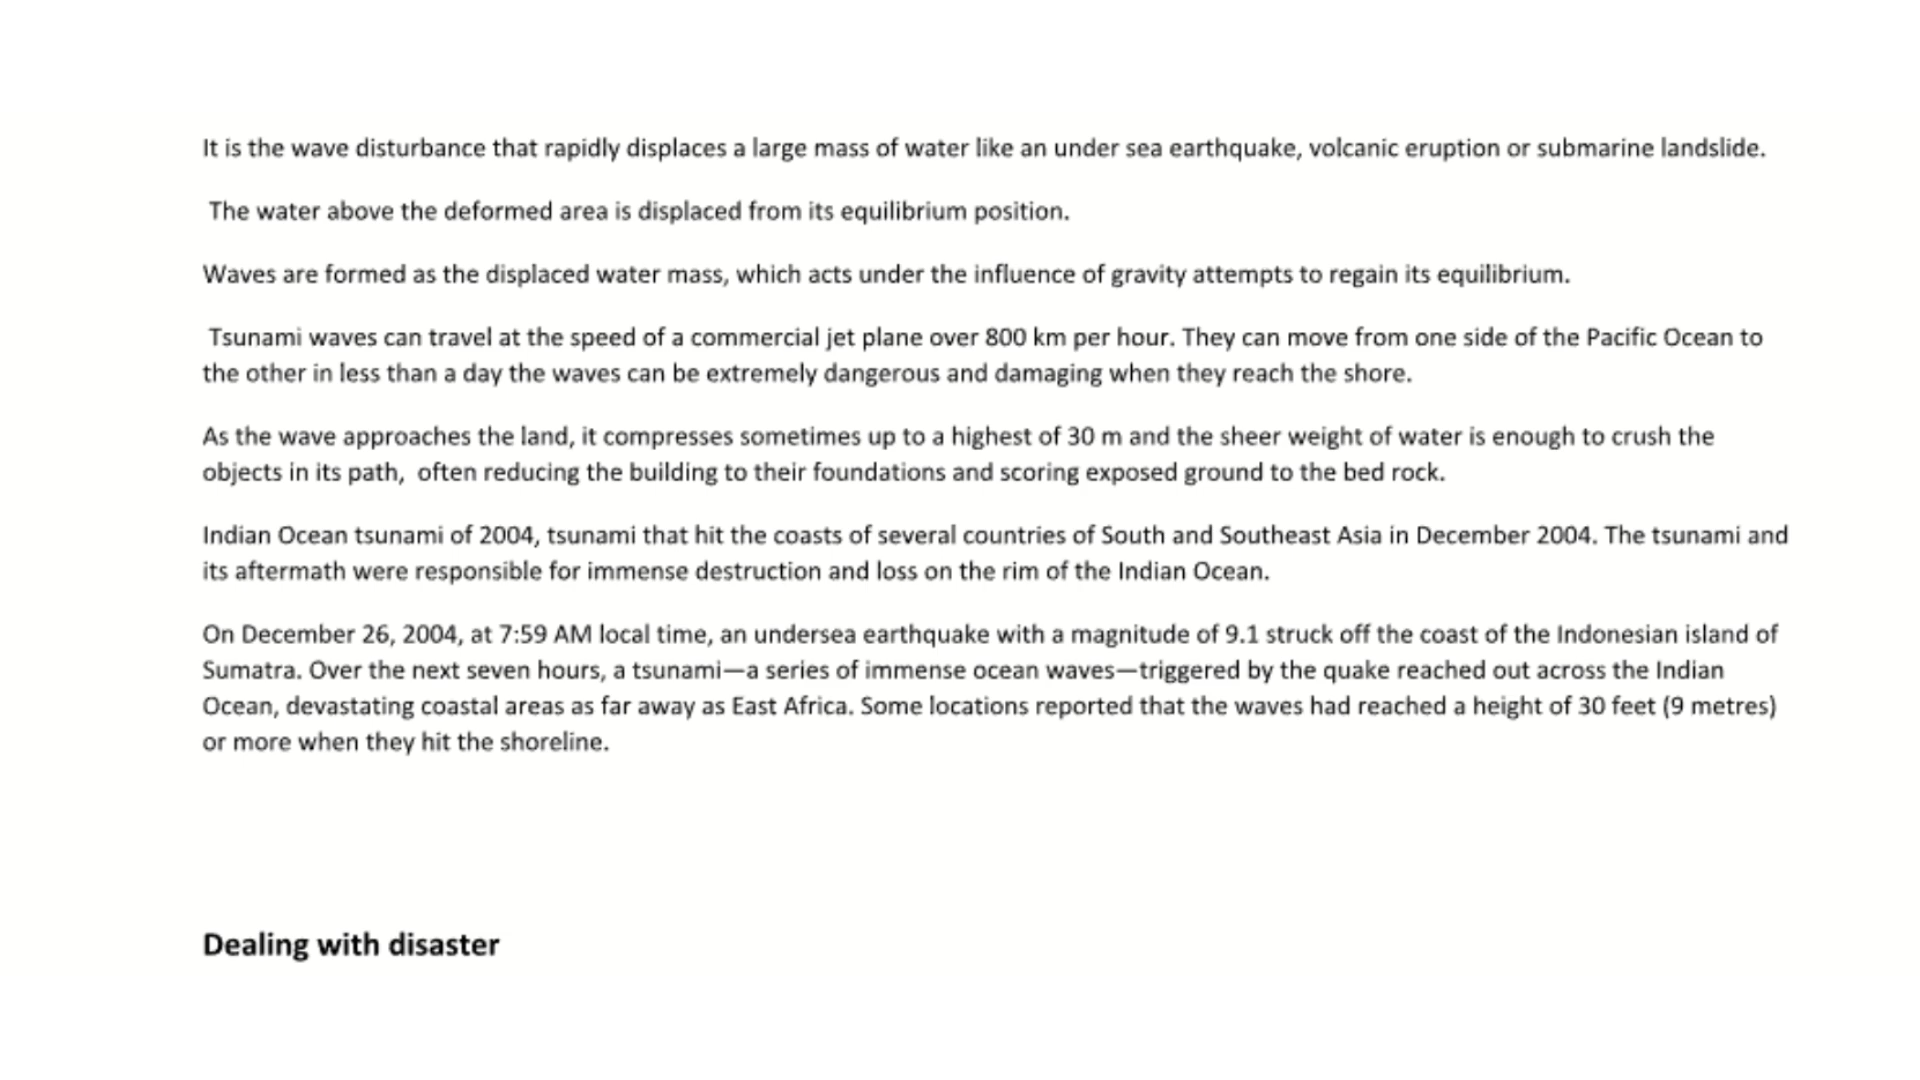 It is the wave disturbance that rapidly displaces a large mass of water like an under sea earthquake, volcanic eruption or submarine landslide.
The water above the deformed area is displaced from its equilibrium position.
Waves are formed as the displaced water mass, which acts under the influence of gravity attempts to regain its equilibrium.
Tsunami waves can travel at the speed of a commercial jet plane over 800 km per hour. They can move from one side of the Pacific Ocean to
the other in less than a day the waves can be extremely dangerous and damaging when they reach the shore.
As the wave approaches the land, it compresses sometimes up to a highest of 30 m and the sheer weight of water is enough to crush the
objects in its path,  often reducing the building to their foundations and scoring exposed ground to the bed rock.
Indian Ocean tsunami of 2004, tsunami that hit the coasts of several countries of South and Southeast Asia in December 2004. The tsunami and
its aftermath were responsible for immense destruction and loss on the rim of the Indian Ocean.
On December 26, 2004, at 7:59 AM local time, an undersea earthquake with a magnitude of 9.1 struck off the coast of the Indonesian island of
Sumatra. Over the next seven hours, a tsunami—a series of immense ocean waves—triggered by the quake reached out across the Indian
Ocean, devastating coastal areas as far away as East Africa. Some locations reported that the waves had reached a height of 30 feet (9 metres)
or more when they hit the shoreline.
Dealing with disaster